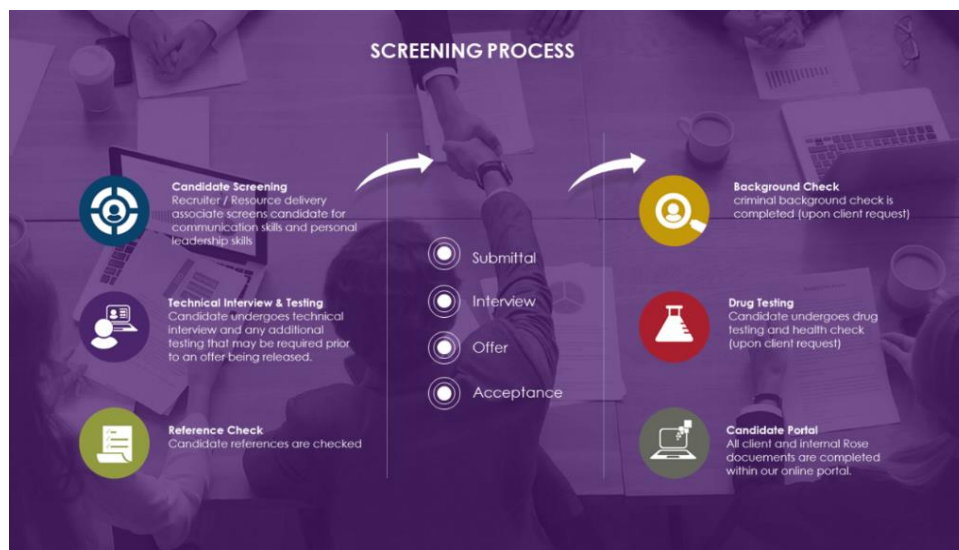 SCREENING PROCESS
Candidate Screening
Recruiter / Resource delivery
associate screens candidate for
communication skills and personal
leadership skills
Technical Interview & Testing
Candidate undergoes technical
interview and any additional
testing that may be required prior
to an offer being released.
Reference Check
Candidate references are checked
Submittal
Interview
Offer
Acceptance
Background Check
criminal background check is
completed (upon client request)
Drug Testing
Candidate undergoes drug
testing and health check
(upon client request)
Candidate Portal
All client and internal Rose
docuements are completed
within our online portal.